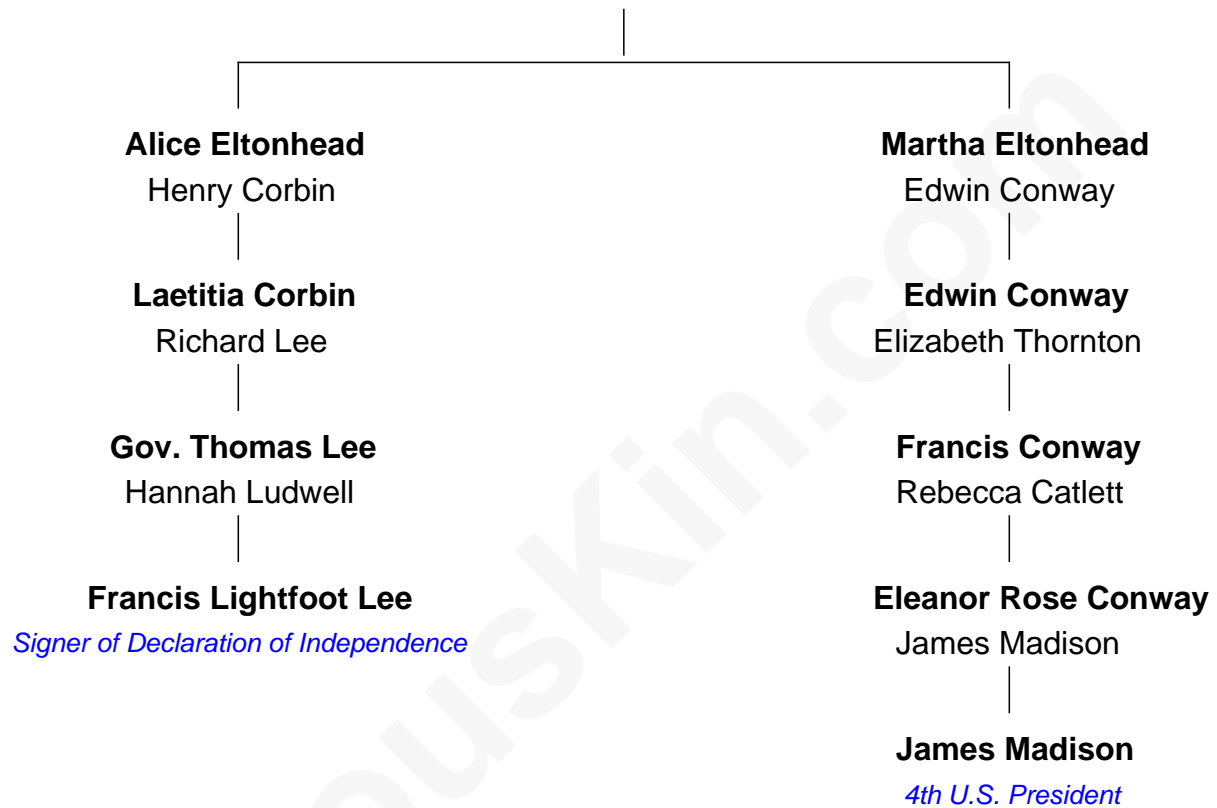 Alice Eltonhead
Henry Corbin
Laetitia Corbin
Richard Lee
Gov. Thomas Lee
Hannah Ludwell
Francis Lightfoot Lee
Signer of Declaration of Independence
Martha Eltonhead
Edwin Conway
Edwin Conway
Elizabeth Thornton
Francis Conway
Rebecca Catlett
Eleanor Rose Conway
James Madison
James Madison
4th U.S. President
ousKin.com